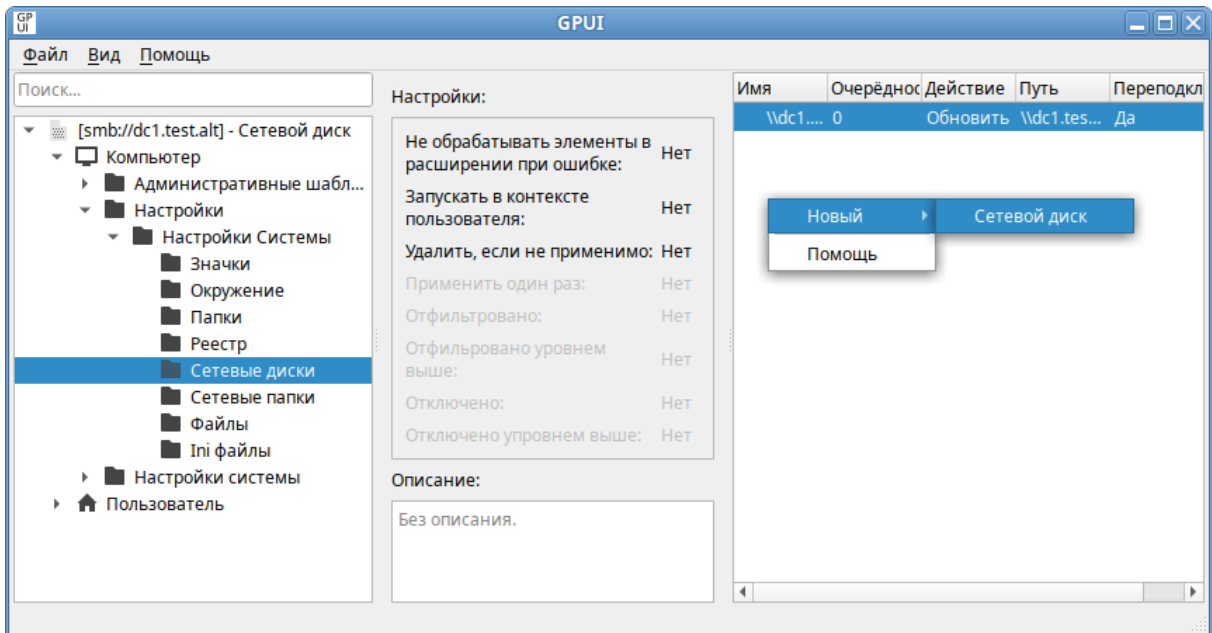 GP
UI
GPUI
Файл Вид Помощь
Поиск...
[smb://dc1.test.alt] - Сетевой диск
Компьютер
Административные шабл...
Настройки
Настройки Системы
Значки
Окружение
Папки
Реестр
Сетевые диски
Сетевые папки
Файлы
Ini файлы
Настройки системы
Пользователь
Настройки:
Не обрабатывать элементы в
расширении при ошибке: Нет
Запускать в контексте
пользователя: Нет
Удалить, если не применимо: Нет
Применить один раз: Нет
Отфильтровано: Нет
Отфильровано уровнем
выше: Нет
Отключено: Нет
Отключено упровнем выше: Нет
Описание:
Без описания.
Имя Очерёднос Действие Путь Переподкл
\\dc1.... 0 Обновить \\dc1.tes... Да
Новый Сетевой диск
Помощь